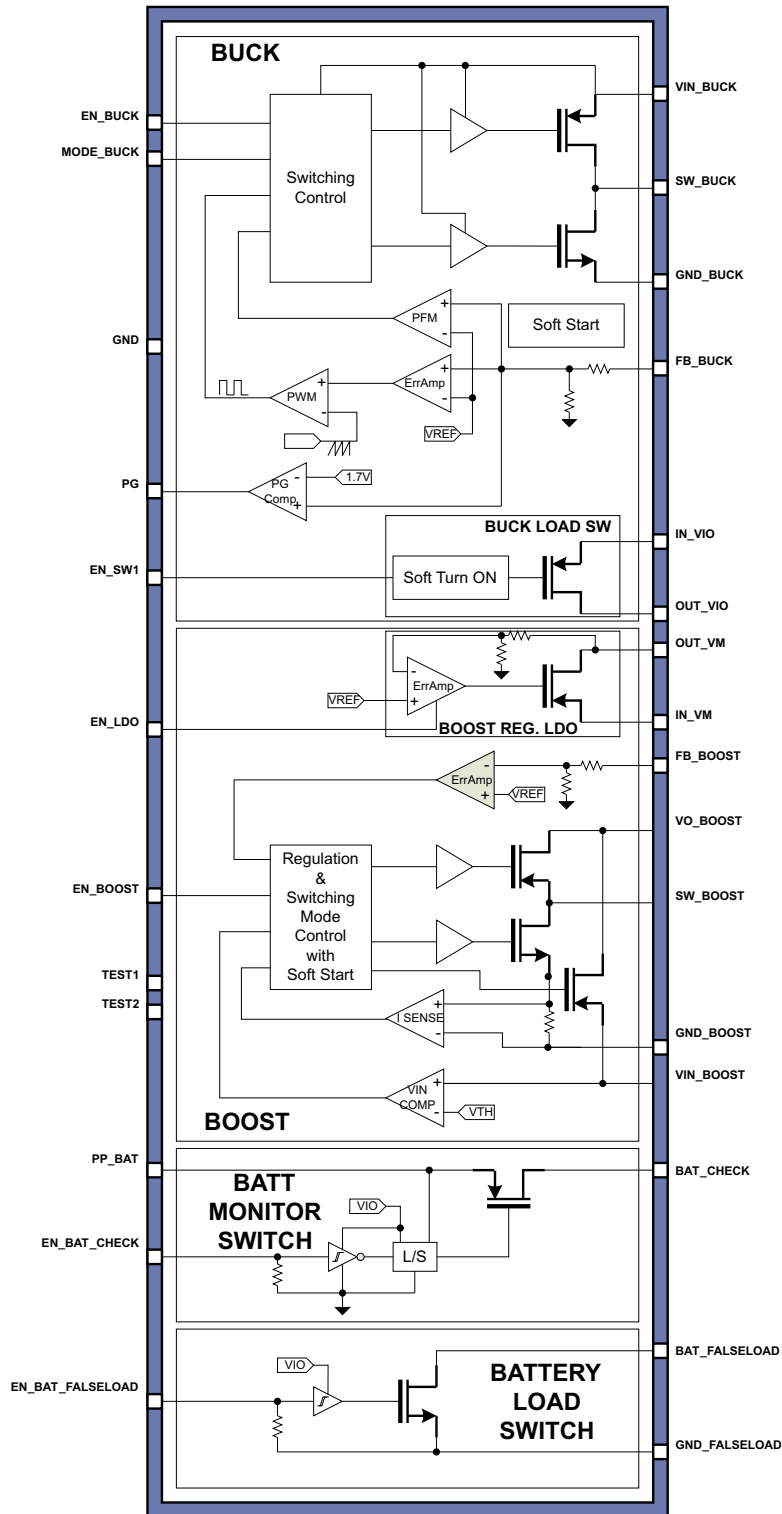 BUCK
VIN_BUCK
EN_BUCK
MODE_BUCK
Switching
Control
SW_BUCK
GND_BUCK
PFM
+
-
Soft Start
GND
FB_BUCK
ErrAmp
+
-
PWM
+
-
VREF
PG
PG
Comp
-
+
1.7V
BUCK LOAD SW
IN_VIO
EN_SW1
Soft Turn ON
OUT_VIO
OUT_VM
-
ErrAmp
+
VREF
BOOST REG. LDO
IN_VM
EN_LDO
FB_BOOST
-
ErrAmp
+
VREF
VO_BOOST
Regulation
&
Switching
Mode
Control
with
Soft Start
EN_BOOST
SW_BOOST
TEST1
TEST2
+
I SENSE
-
GND_BOOST
VIN_BOOST
+
VIN
COMP
-
VTH
BOOST
PP_BAT
BAT_CHECK
BATT
MONITOR
SWITCH
VIO
EN_BAT_CHECK
L/S
BAT_FALSELOAD
VIO
BATTERY
LOAD
SWITCH
EN_BAT_FALSELOAD
GND_FALSELOAD